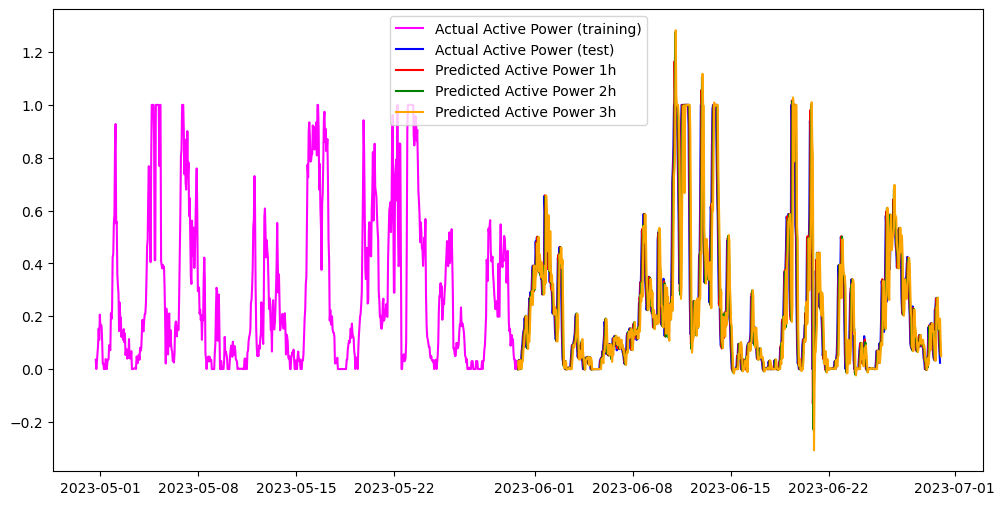 Actual Active Power (training)
Actual Active Power (test)
Predicted Active Power 1h
Predicted Active Power 2h
Predicted Active Power 3h
1.2
1.0
0.8
0.6
0.4
0.2
0.0
−0.2
2023-05-01 2023-05-08 2023-05-15 2023-05-22 2023-06-01 2023-06-08 2023-06-15 2023-06-22 2023-07-01